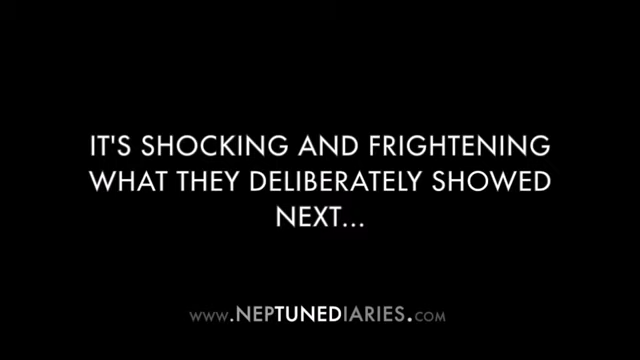 IT'S SHOCKING AND FRIGHTENING
WHAT THEY DELIBERATELY SHOWED
NEXT...
WWW.NEPTUNEDIARIES.COM